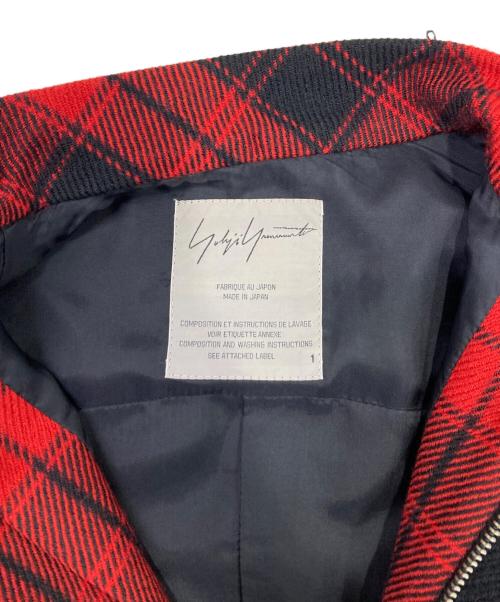 Yohji Yamamoto
FABRIQUE AU JAPON
MADE IN JAPAN
COMPOSITION ET INSTRUCTIONS DE LAVAGE
VOIR ETIQUETTE ANNEXE
COMPOSITION AND WASHING INSTRUCTIONS
SEE ATTACHED LABEL
1